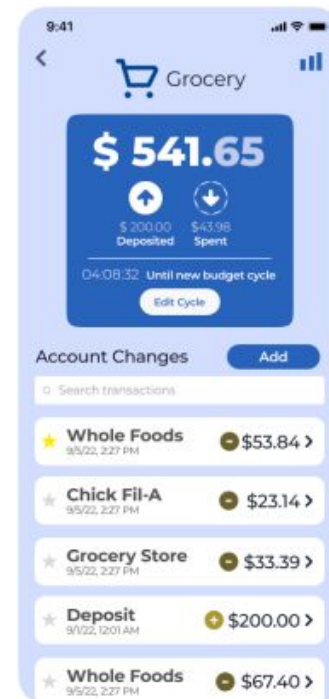 9:41
Grocery
$ 541.65
$200.00 $43.98
Deposited Spent
04:08:32 Until new budget cycle
Edit Cycle
Account Changes Add
Search transactions
Whole Foods $53.84
9/5/22, 2:27 PM
Chick Fil-A $23.14
9/5/22, 2:27 PM
Grocery Store $33.39
9/5/22, 2:27 PM
Deposit $200.00
9/1/22, 12:01 AM
Whole Foods $67.40
9/5/22, 2:27 PM